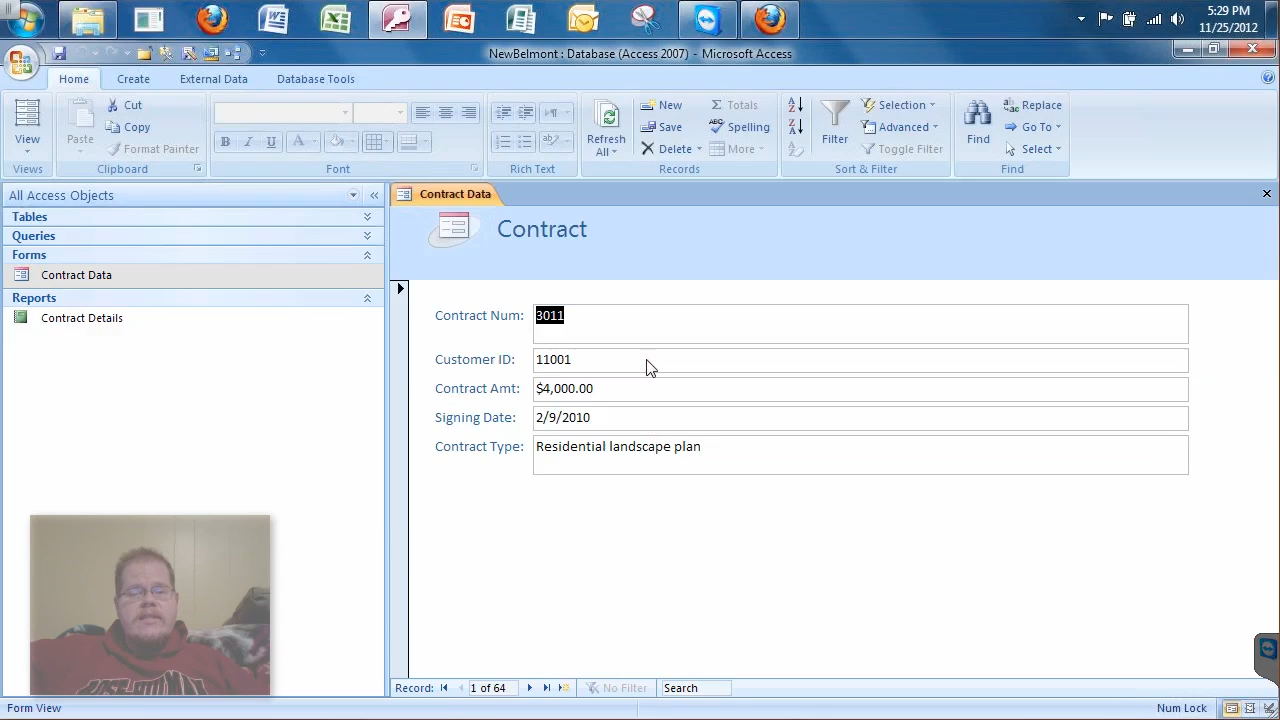 5:29 PM
11/25/2012
NewBelmont : Database (Access 2007) - Microsoft Access
Home Create External Data Database Tools
View
Views
Paste
Cut
Copy
Format Painter
Clipboard
B I U A
Font
Rich Text
Refresh
All
New
Save
Delete
Totals
Spelling
More
Records
Filter
Selection
Advanced
Toggle Filter
Sort & Filter
Find
Replace
Go To
Select
Find
All Access Objects
Tables
Queries
Forms
Contract Data
Reports
Contract Details
Contract Data
Contract
Contract Num: 3011
Customer ID: 11001
Contract Amt: $4,000.00
Signing Date: 2/9/2010
Contract Type: Residential landscape plan
Record: 1 of 64 No Filter Search
Form View
Num Lock